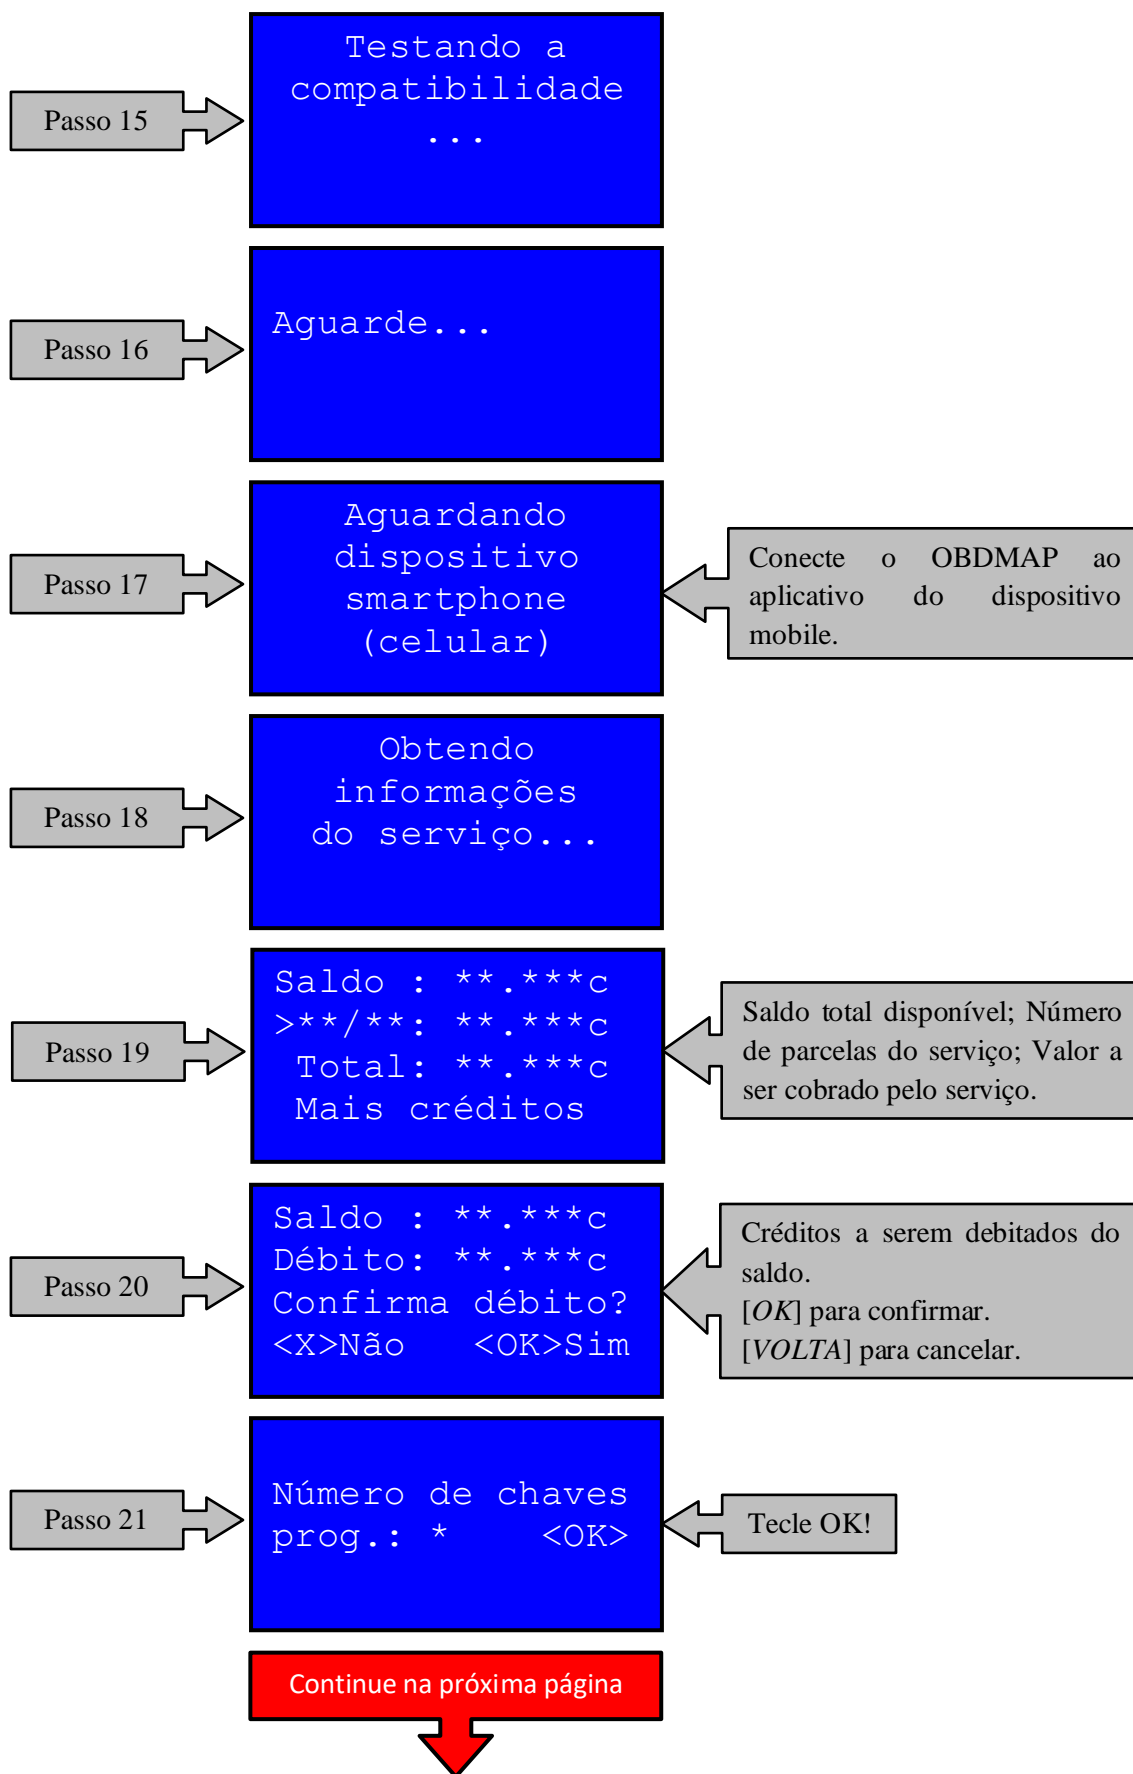 Passo 15
Testando a
compatibilidade
...
Passo 16
Aguarde...
Passo 17
Aguardando
dispositivo
smartphone
(celular)
Conecte o OBDMAP ao
aplicativo do dispositivo
mobile.
Passo 18
Obtendo
informações
do serviço...
Passo 19
Saldo : **.***c
>**/**: **.***c
Total: **.***c
Mais créditos
Saldo total disponível; Número
de parcelas do serviço; Valor a
ser cobrado pelo serviço.
Passo 20
Saldo : **.***c
Débito: **.***c
Confirma débito?
<X>Não <OK>Sim
Créditos a serem debitados do
saldo.
[OK] para confirmar.
[VOLTA] para cancelar.
Passo 21
Número de chaves
prog.: * <OK>
Tecle OK!
Continue na próxima página